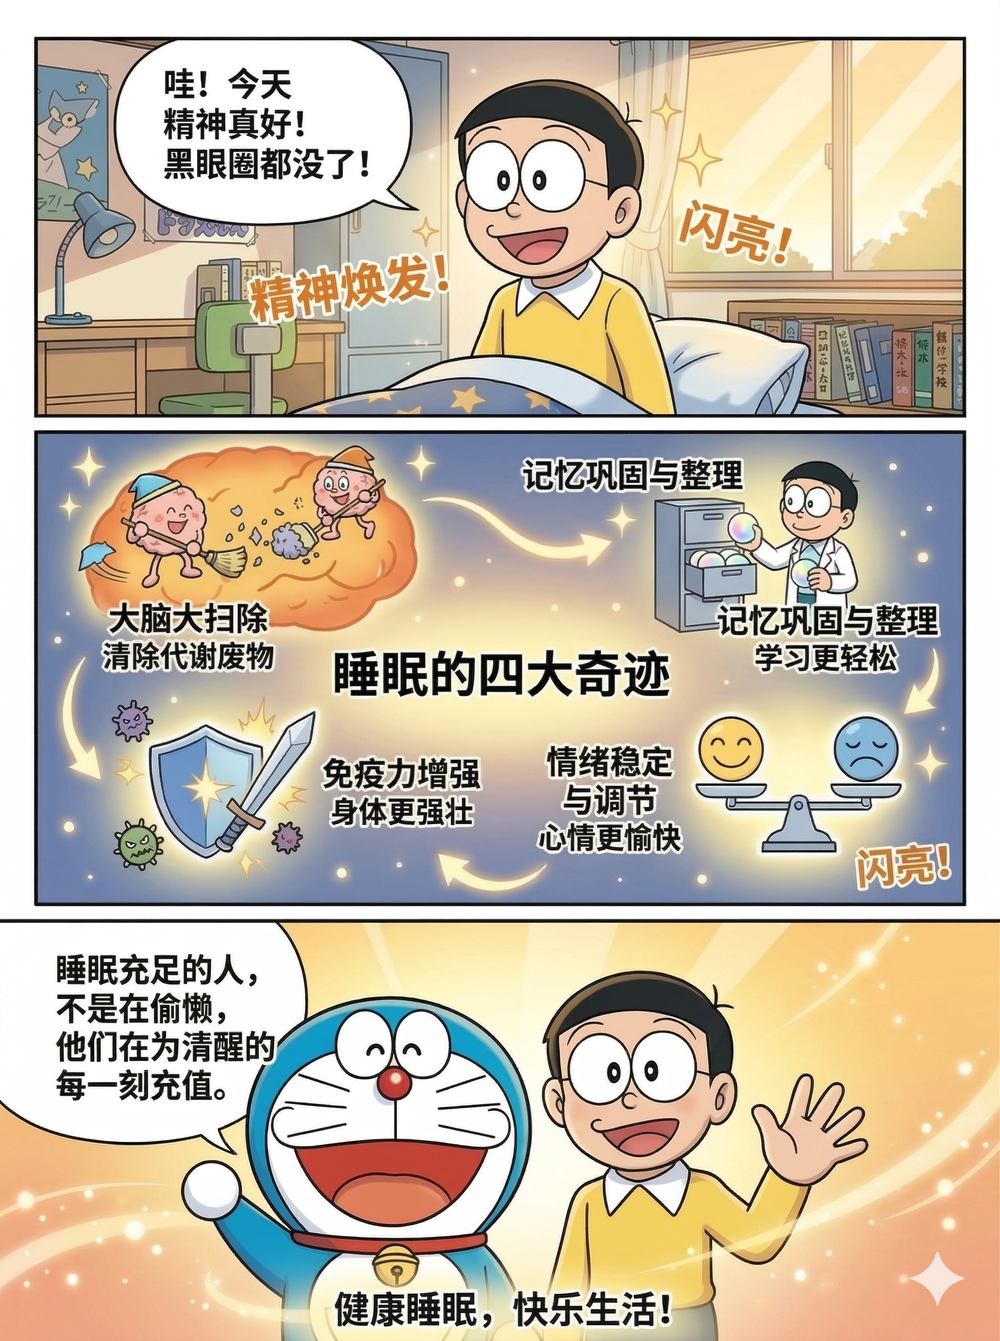 哇！今天
精神真好！
黑眼圈都没了！
精神焕发！
闪亮！
记忆巩固与整理
大脑大扫除
清除代谢废物
记忆巩固与整理
学习更轻松
睡眠的四大奇迹
免疫力增强
身体更强壮
情绪稳定
与调节
心情更愉快
闪亮！
睡眠充足的人，
不是在偷懒，
他们在为清醒的
每一刻充值。
健康睡眠，快乐生活！